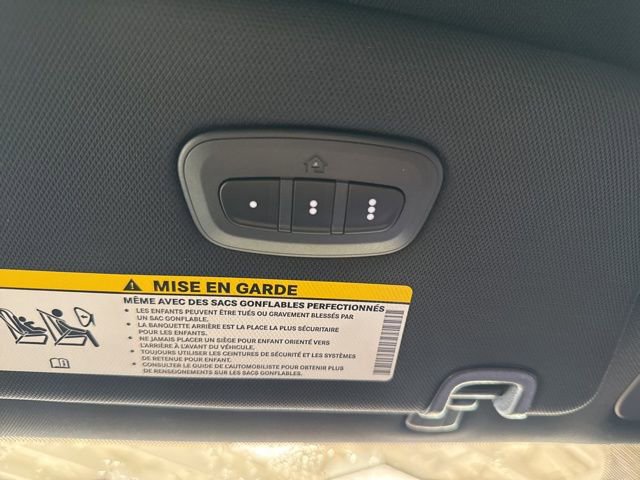 MISE EN GARDE
MÊME AVEC DES SACS GONFLABLES PERFECTIONNÉS
• LES ENFANTS PEUVENT ÊTRE TUÉS OU GRAVEMENT BLESSÉS PAR
UN SAC GONFLABLE.
• LA BANQUETTE ARRIÈRE EST LA PLACE LA PLUS SÉCURITAIRE
POUR LES ENFANTS.
• NE JAMAIS PLACER UN SIÈGE POUR ENFANT ORIENTÉ VERS
L'ARRIÈRE À L'AVANT DU VÉHICULE.
• TOUJOURS UTILISER LES CEINTURES DE SÉCURITÉ ET LES SYSTÈMES
DE RETENUE POUR ENFANT.
• CONSULTER LE GUIDE DE L'AUTOMOBILISTE POUR OBTENIR PLUS
DE RENSEIGNEMENTS SUR LES SACS GONFLABLES.